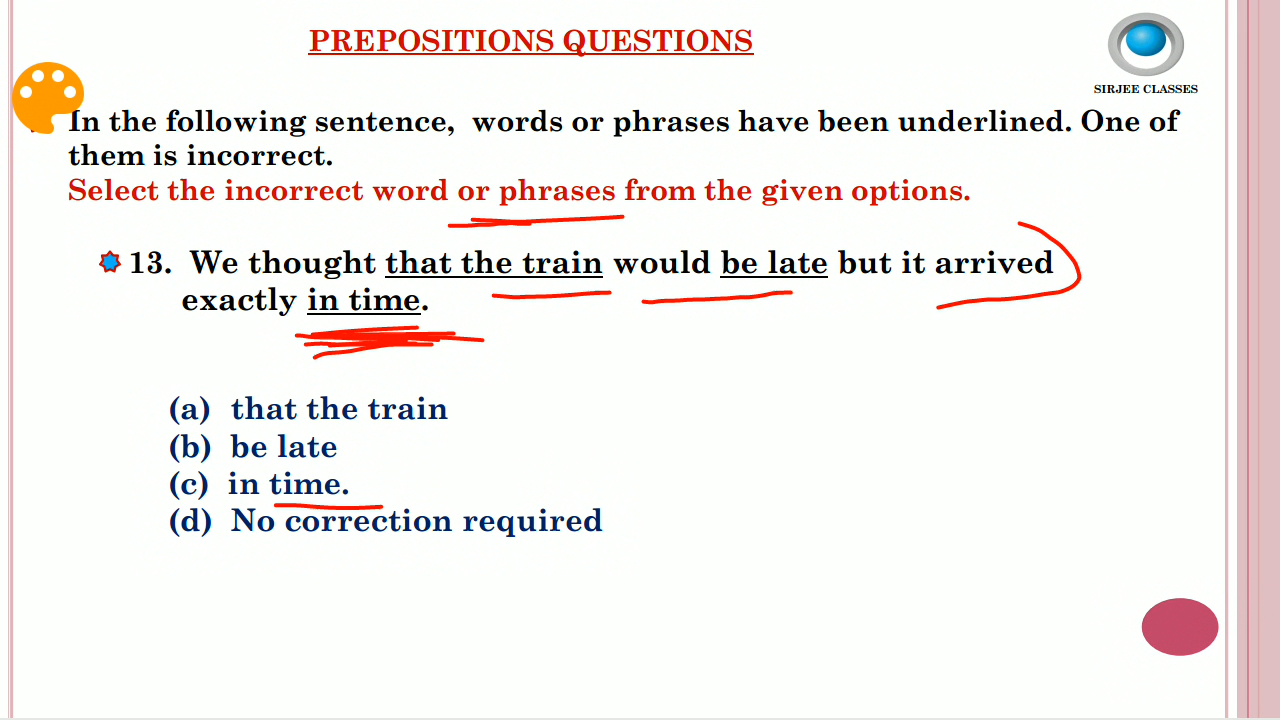 PREPOSITIONS QUESTIONS
SIRJEE CLASSES
In the following sentence, words or phrases have been underlined. One of
them is incorrect.
Select the incorrect word or phrases from the given options.
13. We thought that the train would be late but it arrived
exactly in time.
(a) that the train
(b) be late
(c) in time.
(d) No correction required